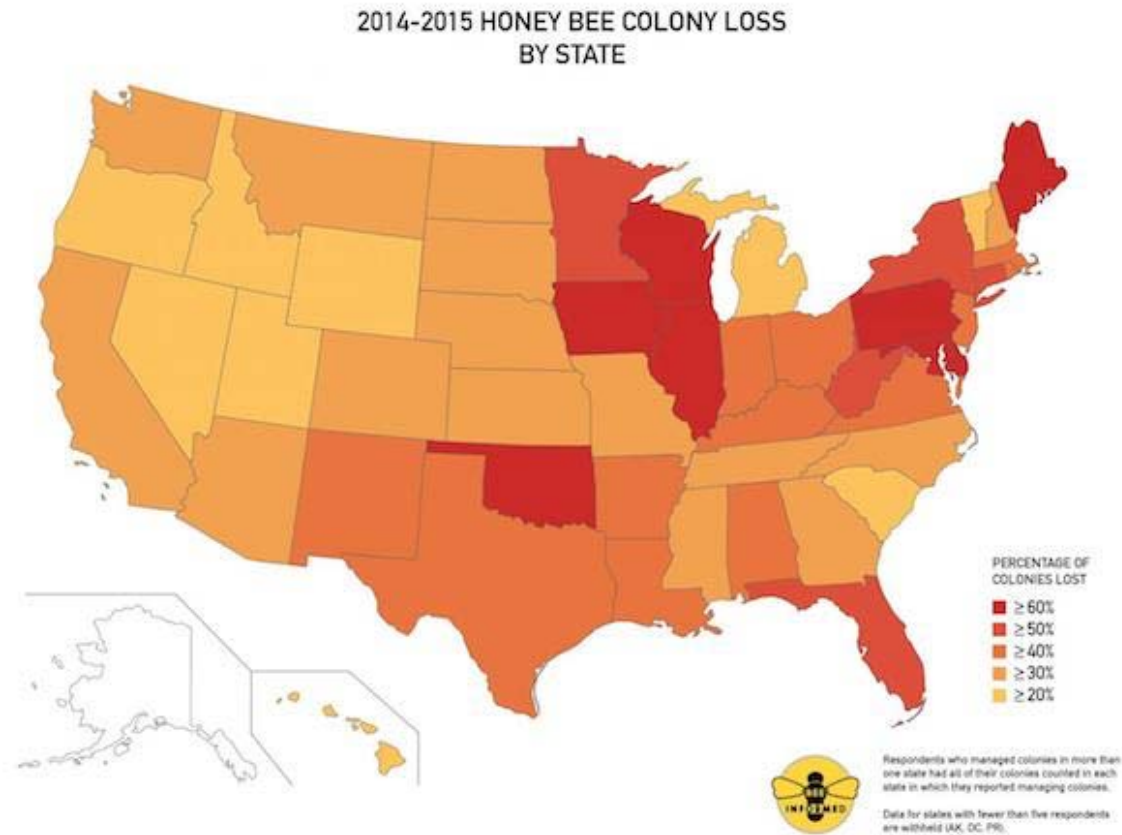 2014-2015 HONEY BEE COLONY LOSS
BY STATE
PERCENTAGE OF
COLONIES LOST
≥60%
≥50%
≥40%
≥30%
≥20%
BEE
INFORMED
Respondents who managed colonies in more than
one state had all of their colonies counted in each
state in which they reported managing colonies.
Data for states with fewer than five respondents
are withheld (AK, DC, PR).